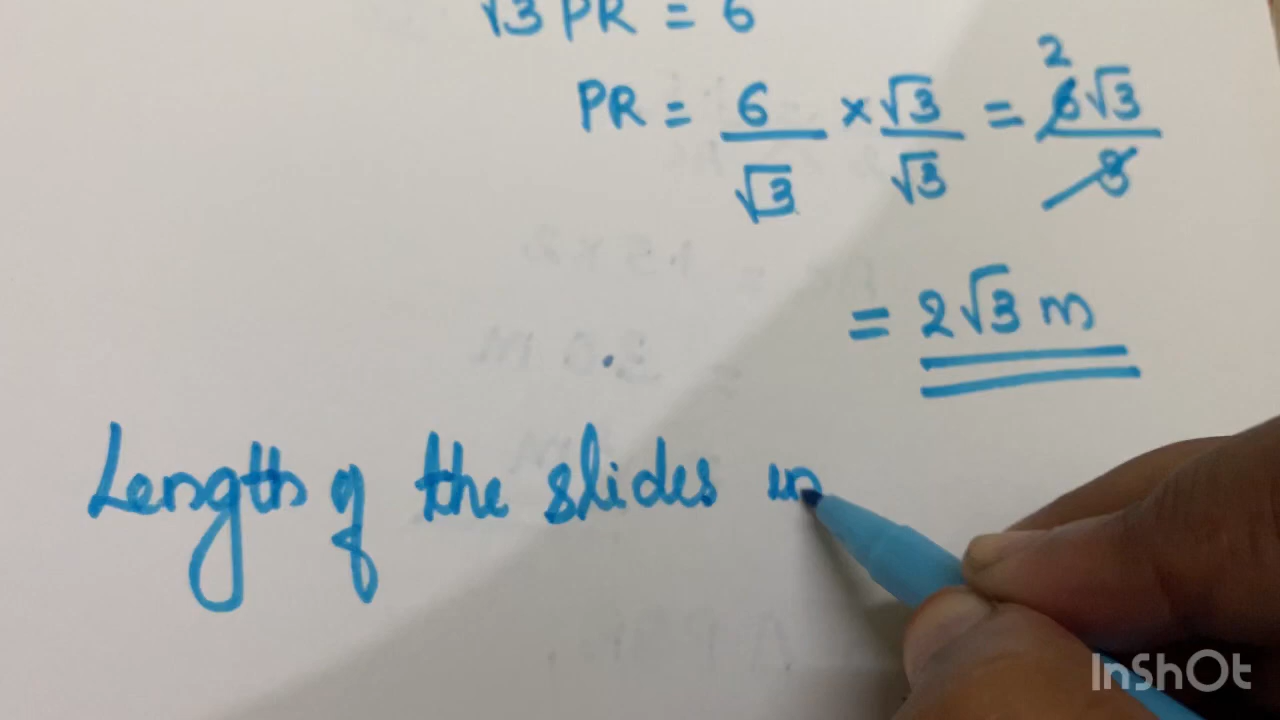 √3 PR = 6
PR = 6/√3 × √3/√3 = 6√3/3 2
= 2√3 m
Length of the slides in
InShOt